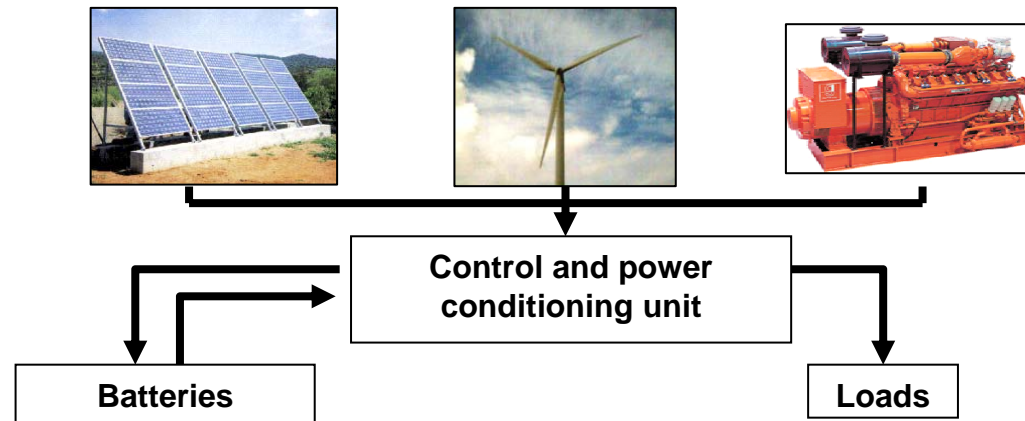 Control and power
conditioning unit
Batteries
Loads